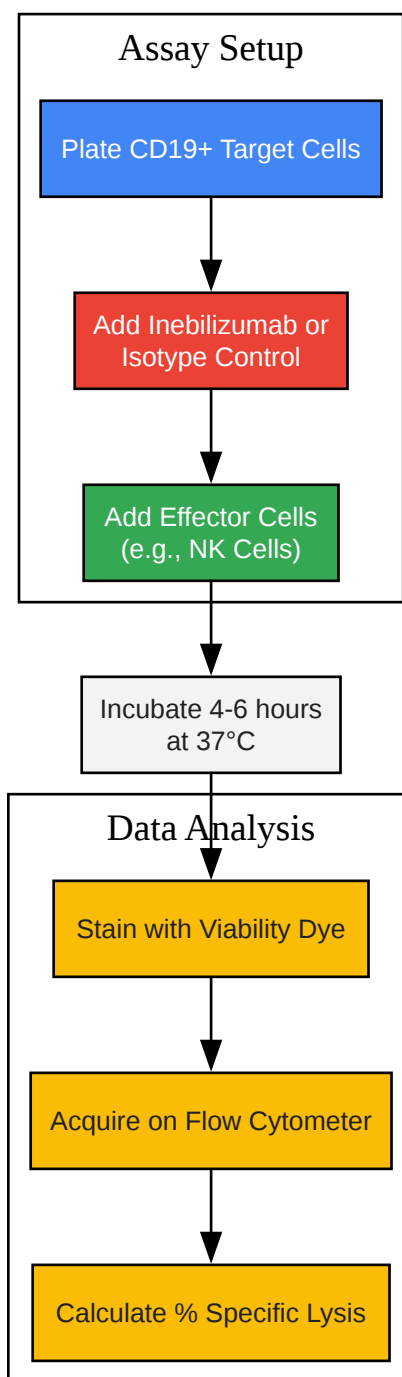 Assay Setup
Plate CD19+ Target Cells
Add Inebilizumab or
Isotype Control
Add Effector Cells
(e.g., NK Cells)
Incubate 4-6 hours
at 37°C
Data Analysis
Stain with Viability Dye
Acquire on Flow Cytometer
Calculate % Specific Lysis